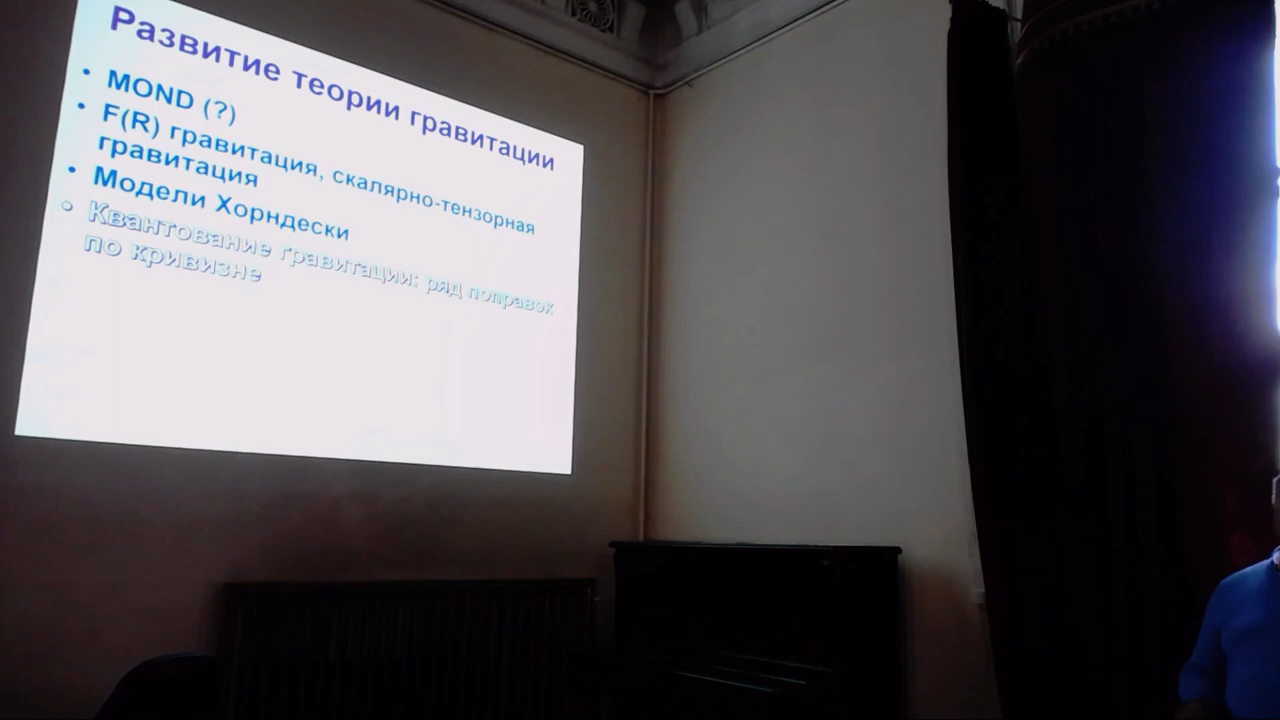 Развитие теории гравитации
• MOND (?)
• F(R) гравитация, скалярно-тензорная
гравитация
• Модели Хорндески
• Квантование гравитации: ряд поправок
по кривизне